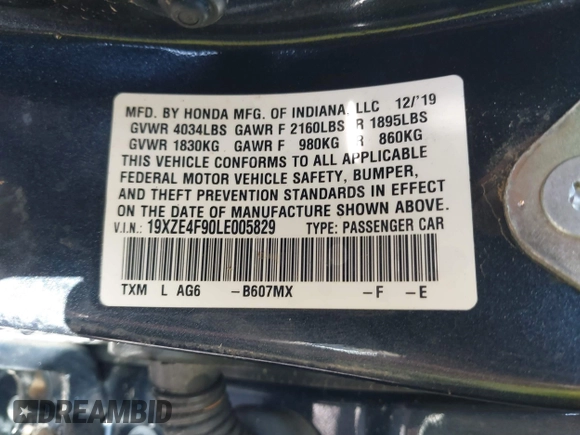 MFD. BY HONDA MFG. OF INDIANA. LLC 12/'19
GVWR 4034LBS GAWR F 2160LBS R 1895LBS
GVWR 1830KG GAWR F 980KG R 860KG
THIS VEHICLE CONFORMS TO ALL APPLICABLE
FEDERAL MOTOR VEHICLE SAFETY, BUMPER,
AND THEFT PREVENTION STANDARDS IN EFFECT
ON THE DATE OF MANUFACTURE SHOWN ABOVE.
V.I.N.: 19XZE4F90LE005829 TYPE: PASSENGER CAR
TXM L AG6 -B607MX -F -E
DREAMBID